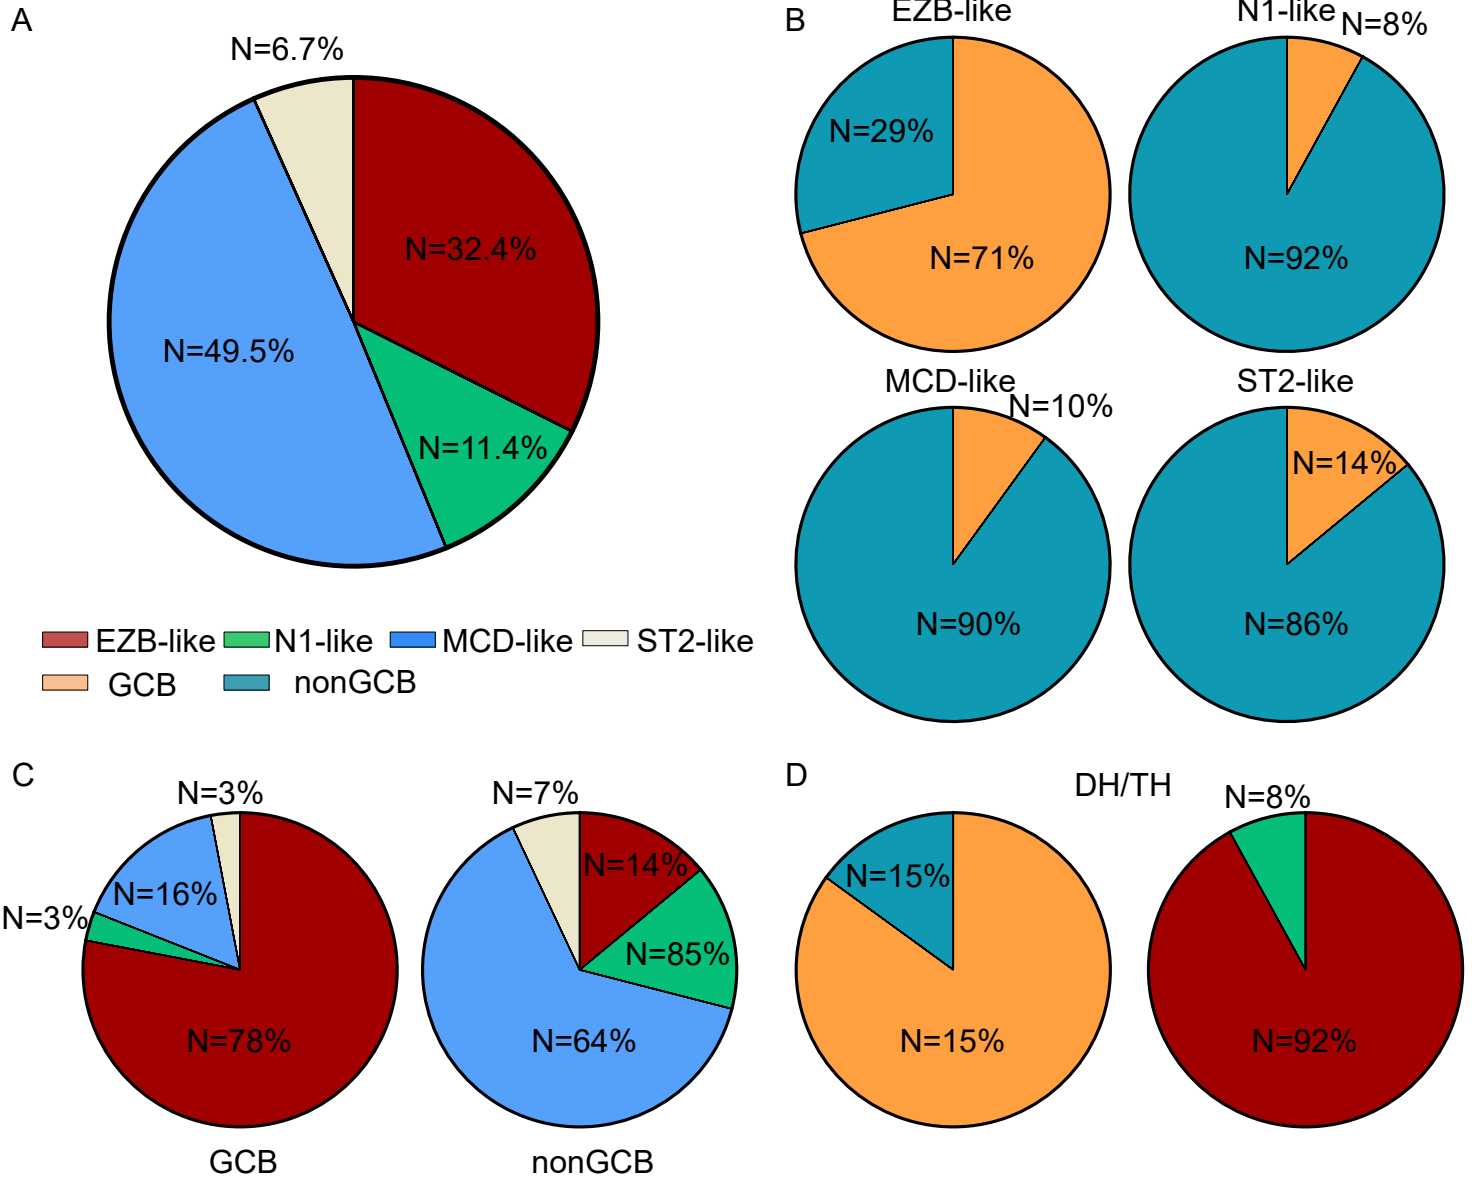 A
N=6.7%
N=32.4%
N=49.5%
N=11.4%
EZB-like N1-like MCD-like ST2-like
GCB nonGCB
B
EZB-like
N=29%
N=71%
N1-like
N=8%
N=92%
MCD-like
N=10%
N=90%
ST2-like
N=14%
N=86%
C
N=3%
N=16%
N=3%
N=78%
GCB
N=7%
N=14%
N=85%
N=64%
nonGCB
D
DH/TH
N=15%
N=15%
N=8%
N=92%